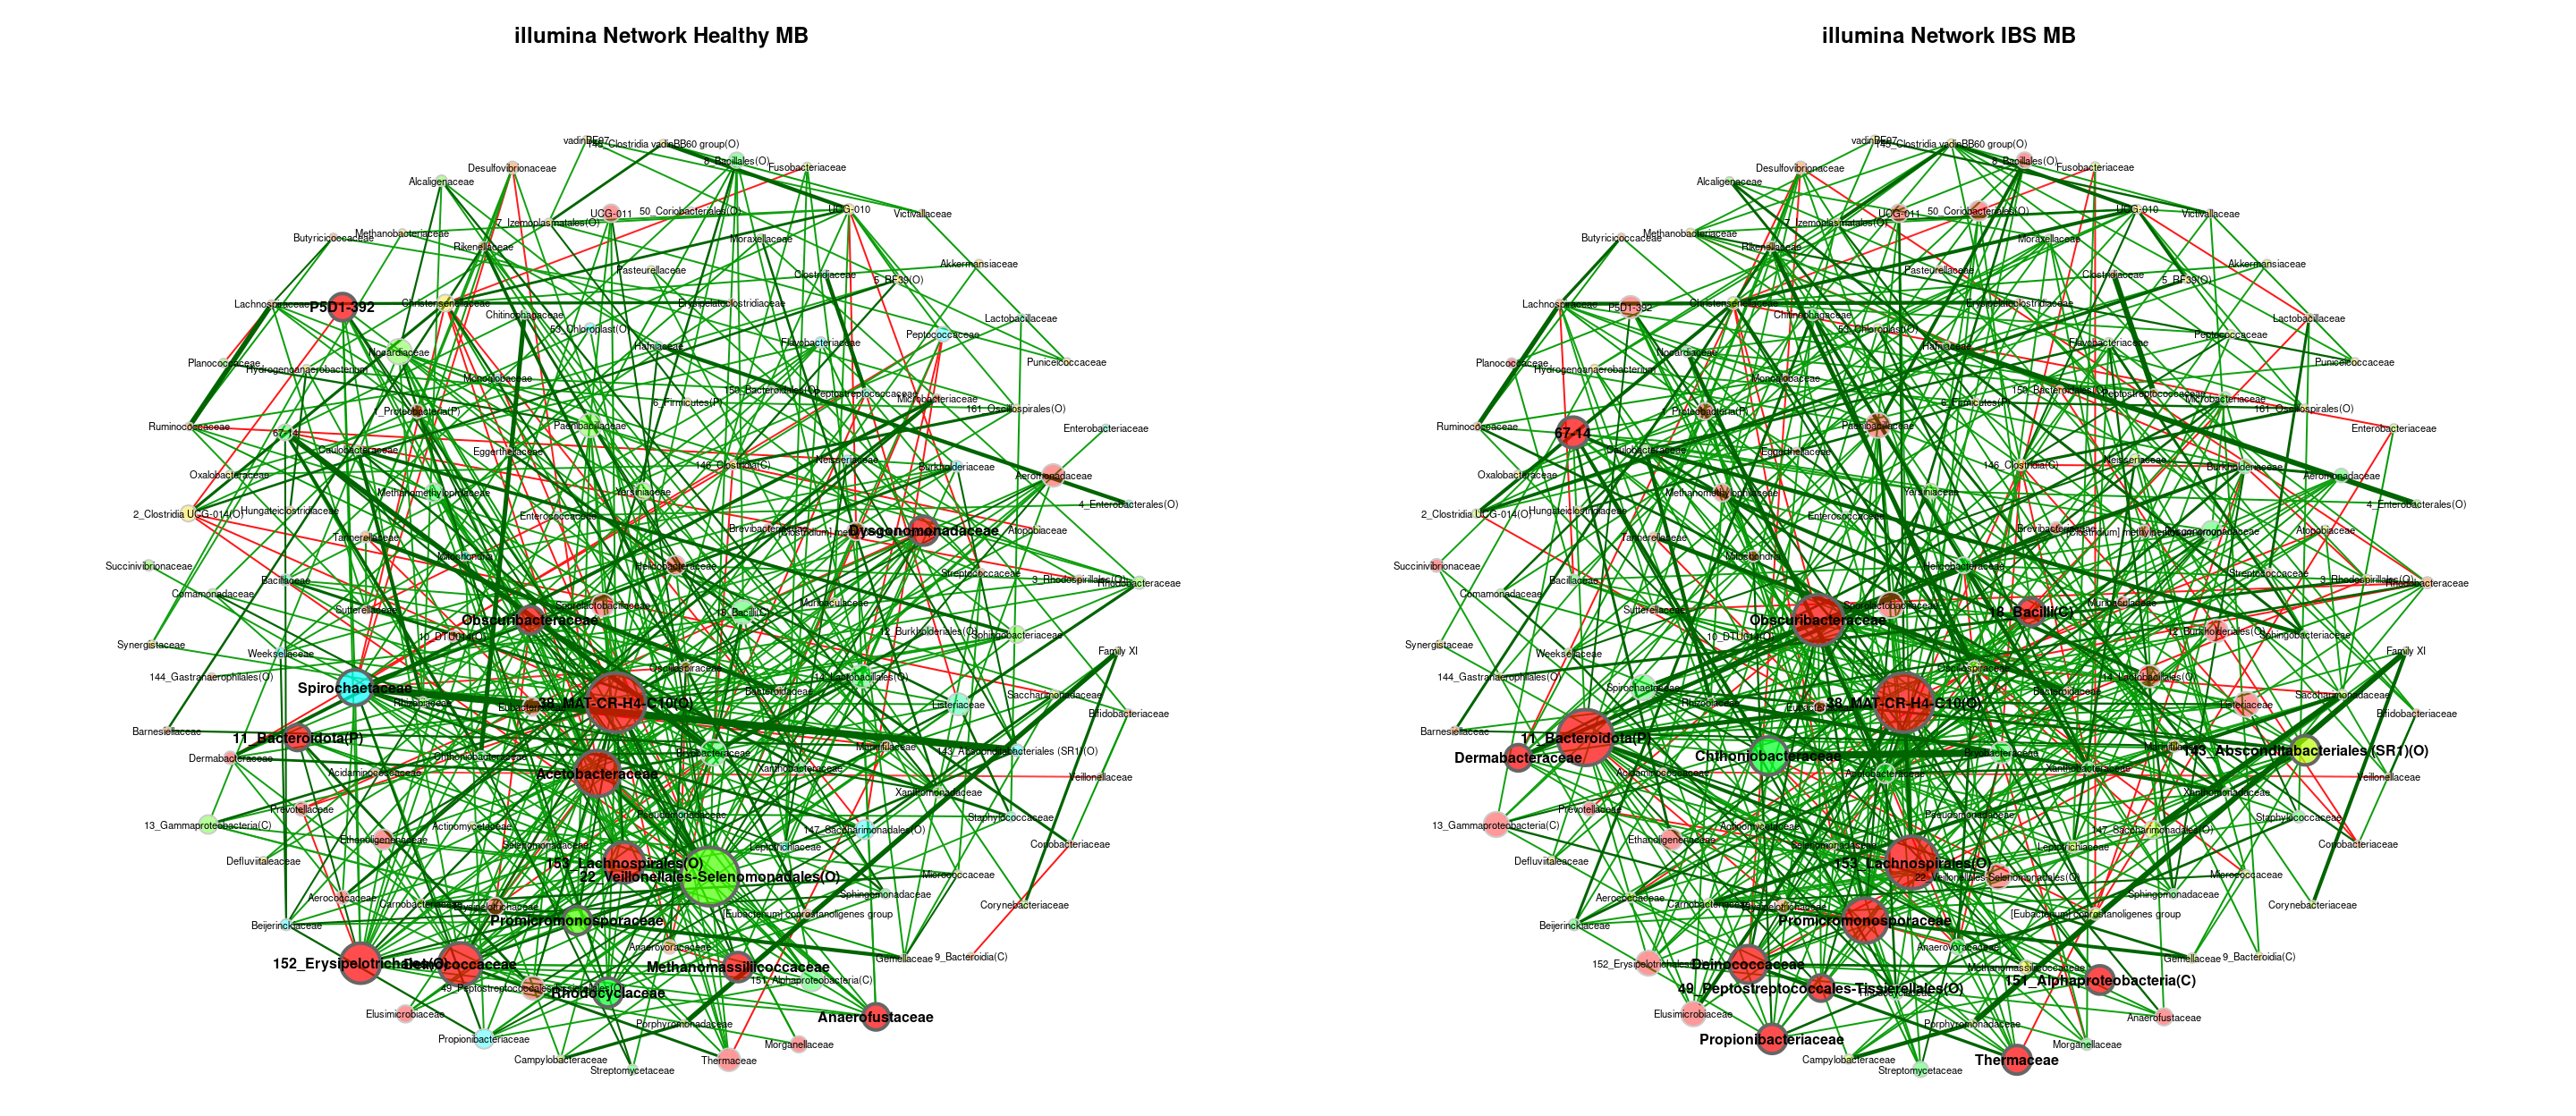 illumina Network Healthy MB
vadinBE97
145_Clostridia vadinBB60 group(O)
8_Bacillales(O)
Fusobacteriaceae
Desulfovibrionaceae
Alcaligenaceae
UCG-011
50_Coriobacteriales(O)
UCG-010
Victivallaceae
7_Izemoplasmatales(O)
Methanobacteriaceae
Butyricicoccaceae
Rikenellaceae
Moraxellaceae
Akkermansiaceae
Pasteurellaceae
Clostridiaceae
5_RF39(O)
Lachnospiraceae
P5D1-392
Christensenellaceae
Erysipelatoclostridiaceae
Chitinophagaceae
53_Chloroplast(O)
Lactobacillaceae
Peptococcaceae
Flavobacteriaceae
Hafniaceae
Nocardiaceae
Planococcaceae
Hydrogenoanaerobacterium
Puniceicoccaceae
Monoglobaceae
150_Bacteroidales(O)
Peptostreptococcaceae
Microbacteriaceae
6_Firmicutes(P)
161_Oscillospirales(O)
1_Proteobacteria(P)
Ruminococcaceae
67-14
Paenibacillaceae
Enterobacteriaceae
Caulobacteraceae
Eggerthellaceae
146_Clostridia(C)
Neisseriaceae
Burkholderiaceae
Oxalobacteraceae
Aeromonadaceae
Methanomethylophilaceae
Yersiniaceae
4_Enterobacterales(O)
2_Clostridia UCG-014(O)
Hungateiclostridiaceae
Enterococcaceae
Brevibacteriaceae
Dysgonomonadaceae
Atopobiaceae
Tannerellaceae
Mitochondria
Succinivibrionaceae
Helicobacteraceae
Streptococcaceae
3_Rhodospirillales(O)
Rhodobacteraceae
Bacillaceae
Comamonadaceae
Sutterellaceae
Sporolactobacillaceae
18_Bacilli(C)
Muribaculaceae
Obscuribacteraceae
12_Burkholderiales(O)
Sphingobacteriaceae
10_DTU014(O)
Synergistaceae
Weeksellaceae
Family XI
144_Gastranaerophilales(O)
Oscillospiraceae
14_Lactobacillales(O)
Spirochaetaceae
Bacteroidaceae
Saccharimonadaceae
Rhizobiaceae
38_MAT-CR-H4-C10(O)
Listeriaceae
Bifidobacteriaceae
Barnesiellaceae
11_Bacteroidota(P)
Marinifilaceae
143_Absconditabacteriales (SR1)(O)
Dermabacteraceae
Chthoniobacteraceae
Bryobacteraceae
Acidaminococcaceae
Acetobacteraceae
Xanthobacteraceae
Veillonellaceae
Xanthomonadaceae
Prevotellaceae
Pseudomonadaceae
Staphylococcaceae
13_Gammaproteobacteria(C)
Actinomycetaceae
147_Saccharimonadales(O)
Ethanoligenenaceae
Selenomonadaceae
Leptotrichiaceae
Coriobacteriaceae
Defluviitaleaceae
153_Lachnospirales(O)
22_Veillonellales-Selenomonadales(O)
Micrococcaceae
Aerococcaceae
Carnobacteriaceae
Erysipelotrichaceae
Sphingomonadaceae
Corynebacteriaceae
Beijerinckiaceae
Promicromonosporaceae
[Eubacterium] coprostanoligenes group
Anaerovoracaceae
Gemellaceae
9_Bacteroidia(C)
152_Erysipelotrichales(O)
Deinococcaceae
Methanomassiliicoccaceae
151_Alphaproteobacteria(C)
49_Peptostreptococcales-Tissierellales(O)
Rhodocyclaceae
Elusimicrobiaceae
Anaerofustaceae
Porphyromonadaceae
Propionibacteriaceae
Morganellaceae
Campylobacteraceae
Thermaceae
Streptomycetaceae
illumina Network IBS MB
vadinBE97
145_Clostridia vadinBB60 group(O)
8_Bacillales(O)
Fusobacteriaceae
Desulfovibrionaceae
Alcaligenaceae
UCG-011
50_Coriobacteriales(O)
UCG-010
Victivallaceae
7_Izemoplasmatales(O)
Methanobacteriaceae
Butyricicoccaceae
Rikenellaceae
Moraxellaceae
Akkermansiaceae
Pasteurellaceae
Clostridiaceae
5_RF39(O)
Lachnospiraceae
P5D1-392
Christensenellaceae
Erysipelatoclostridiaceae
Chitinophagaceae
53_Chloroplast(O)
Lactobacillaceae
Peptococcaceae
Flavobacteriaceae
Hafniaceae
Nocardiaceae
Planococcaceae
Hydrogenoanaerobacterium
Puniceicoccaceae
Monoglobaceae
150_Bacteroidales(O)
Peptostreptococcaceae
Microbacteriaceae
6_Firmicutes(P)
161_Oscillospirales(O)
1_Proteobacteria(P)
Ruminococcaceae
67-14
Paenibacillaceae
Enterobacteriaceae
Caulobacteraceae
Eggerthellaceae
146_Clostridia(C)
Neisseriaceae
Burkholderiaceae
Oxalobacteraceae
Aeromonadaceae
Methanomethylophilaceae
Yersiniaceae
4_Enterobacterales(O)
2_Clostridia UCG-014(O)
Hungateiclostridiaceae
Enterococcaceae
Brevibacteriaceae
[Clostridium] methylpentosum group
Dysgonomonadaceae
Atopobiaceae
Tannerellaceae
Mitochondria
Succinivibrionaceae
Helicobacteraceae
Streptococcaceae
3_Rhodospirillales(O)
Rhodobacteraceae
Bacillaceae
Comamonadaceae
Sutterellaceae
Sporolactobacillaceae
18_Bacilli(C)
Muribaculaceae
Obscuribacteraceae
12_Burkholderiales(O)
Sphingobacteriaceae
10_DTU014(O)
Synergistaceae
Weeksellaceae
Family XI
144_Gastranaerophilales(O)
Oscillospiraceae
14_Lactobacillales(O)
Spirochaetaceae
Bacteroidaceae
Saccharimonadaceae
Rhizobiaceae
38_MAT-CR-H4-C10(O)
Listeriaceae
Bifidobacteriaceae
Barnesiellaceae
11_Bacteroidota(P)
Marinifilaceae
143_Absconditabacteriales (SR1)(O)
Dermabacteraceae
Chthoniobacteraceae
Bryobacteraceae
Acidaminococcaceae
Acetobacteraceae
Xanthobacteraceae
Veillonellaceae
Xanthomonadaceae
Prevotellaceae
Pseudomonadaceae
Staphylococcaceae
13_Gammaproteobacteria(C)
Actinomycetaceae
147_Saccharimonadales(O)
Ethanoligenenaceae
Selenomonadaceae
Leptotrichiaceae
Coriobacteriaceae
Defluviitaleaceae
153_Lachnospirales(O)
22_Veillonellales-Selenomonadales(O)
Micrococcaceae
Aerococcaceae
Carnobacteriaceae
Erysipelotrichaceae
Sphingomonadaceae
Corynebacteriaceae
Beijerinckiaceae
Promicromonosporaceae
[Eubacterium] coprostanoligenes group
Anaerovoracaceae
Gemellaceae
9_Bacteroidia(C)
152_Erysipelotrichales(O)
Deinococcaceae
Methanomassiliicoccaceae
151_Alphaproteobacteria(C)
49_Peptostreptococcales-Tissierellales(O)
Rhodocyclaceae
Elusimicrobiaceae
Anaerofustaceae
Porphyromonadaceae
Propionibacteriaceae
Morganellaceae
Campylobacteraceae
Thermaceae
Streptomycetaceae